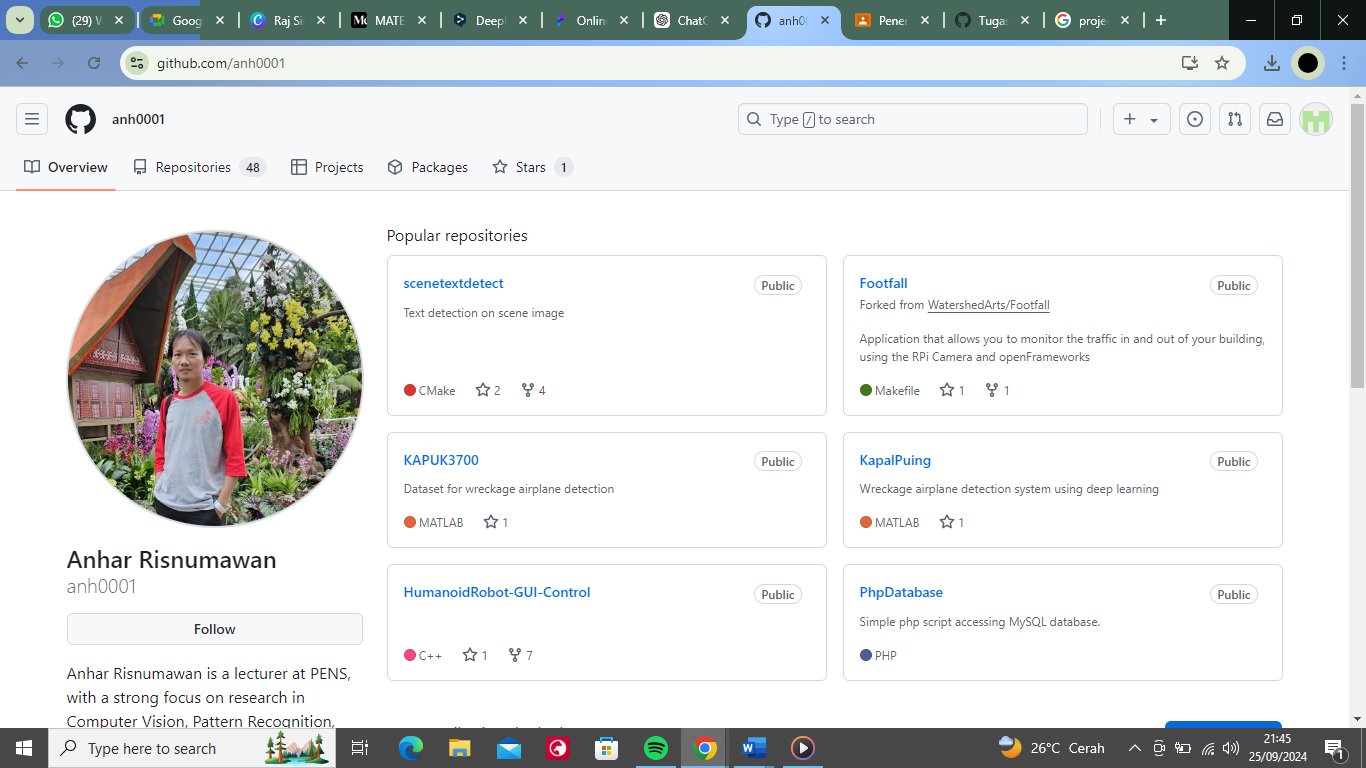 (29) W
Goog
Raj Si
MATE
Deepl
Onlin
ChatG
anh00
Pener
Tugas
proje
github.com/anh0001
anh0001
Type / to search
Overview
Repositories 48
Projects
Packages
Stars 1
Popular repositories
scenetextdetect Public
Text detection on scene image
CMake 2 4
Footfall Public
Forked from WatershedArts/Footfall
Application that allows you to monitor the traffic in and out of your building,
using the RPi Camera and openFrameworks
Makefile 1 1
KAPUK3700 Public
Dataset for wreckage airplane detection
MATLAB 1
KapalPuing Public
Wreckage airplane detection system using deep learning
MATLAB 1
HumanoidRobot-GUI-Control Public
C++ 1 7
PhpDatabase Public
Simple php script accessing MySQL database.
PHP
Anhar Risnumawan
anh0001
Follow
Anhar Risnumawan is a lecturer at PENS,
with a strong focus on research in
Computer Vision, Pattern Recognition,
Type here to search
26°C Cerah
21:45
25/09/2024
1